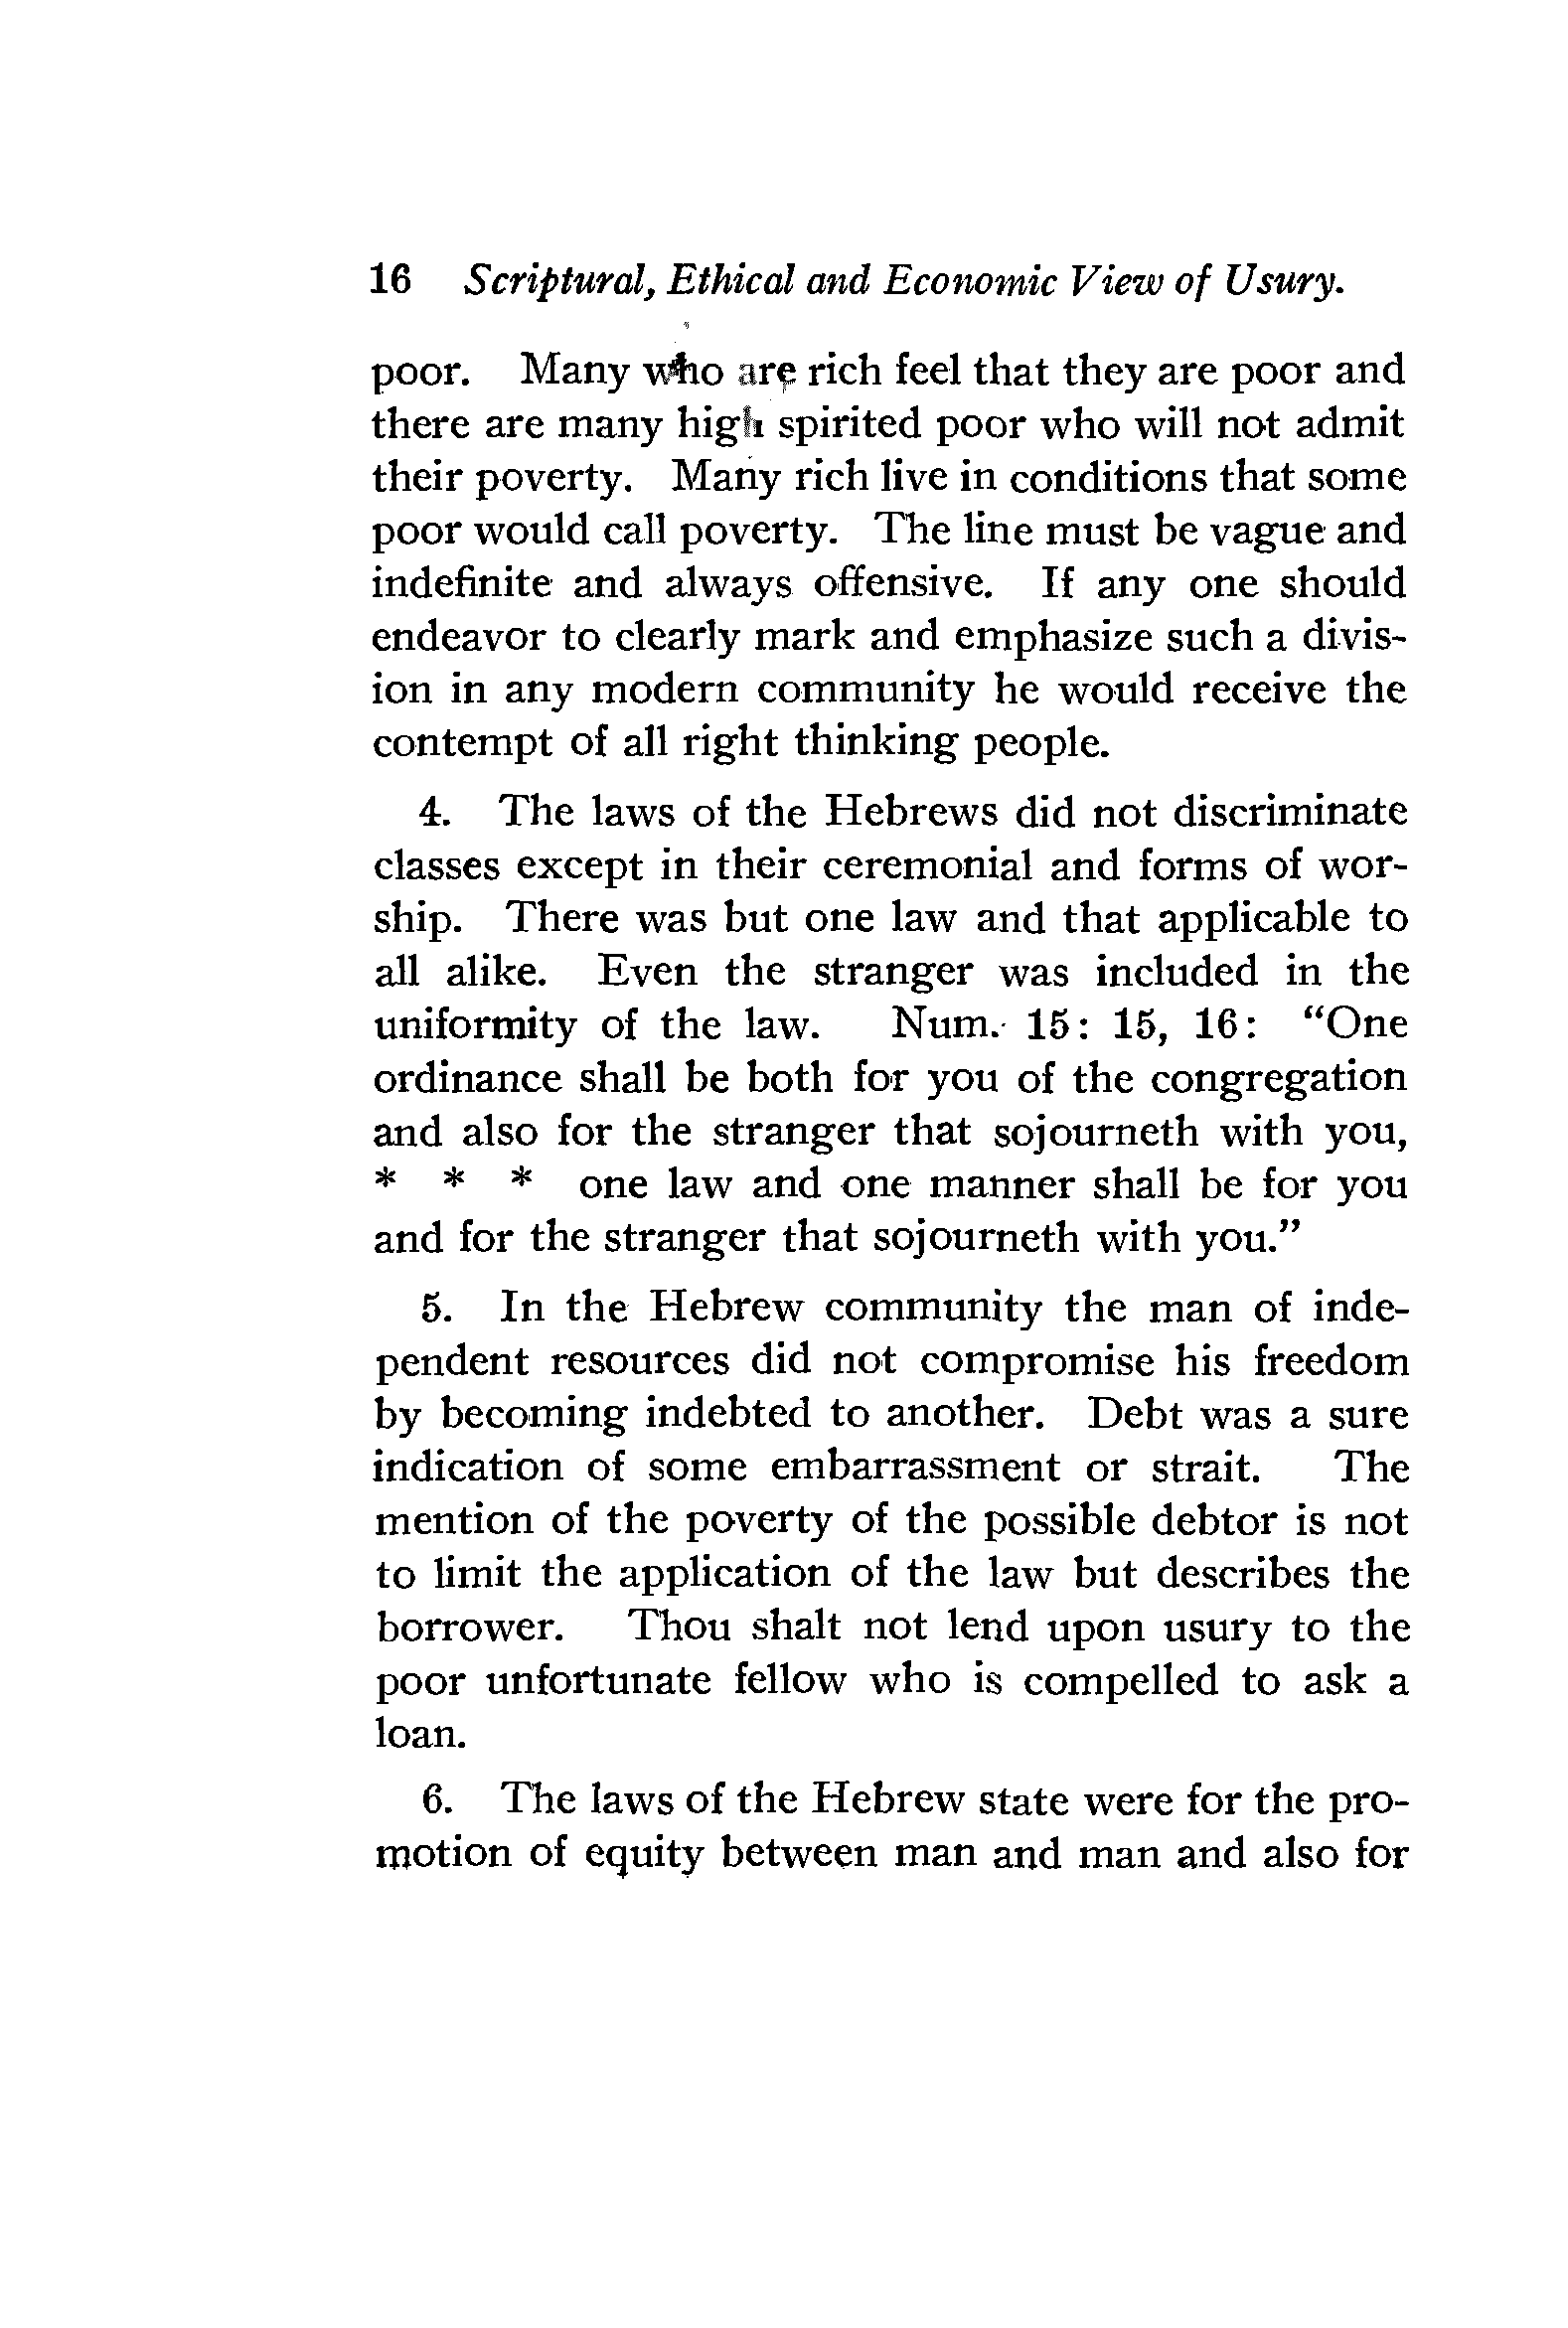 16 Scriptural, Ethical and Economic View of Usury.
poor. Many who are rich feel that they are poor and
there are many high spirited poor who will not admit
their poverty. Many rich live in conditions that some
poor would call poverty. The line must be vague and
indefinite and always offensive. If any one should
endeavor to clearly mark and emphasize such a divis-
ion in any modern community he would receive the
contempt of all right thinking people.
4. The laws of the Hebrews did not discriminate
classes except in their ceremonial and forms of wor-
ship. There was but one law and that applicable to
all alike. Even the stranger was included in the
uniformity of the law. Num. 15: 15, 16: “One
ordinance shall be both for you of the congregation
and also for the stranger that sojourneth with you,
* * * one law and one manner shall be for you
and for the stranger that sojourneth with you.”
5. In the Hebrew community the man of inde-
pendent resources did not compromise his freedom
by becoming indebted to another. Debt was a sure
indication of some embarrassment or strait. The
mention of the poverty of the possible debtor is not
to limit the application of the law but describes the
borrower. Thou shalt not lend upon usury to the
poor unfortunate fellow who is compelled to ask a
loan.
6. The laws of the Hebrew state were for the pro-
motion of equity between man and man and also for